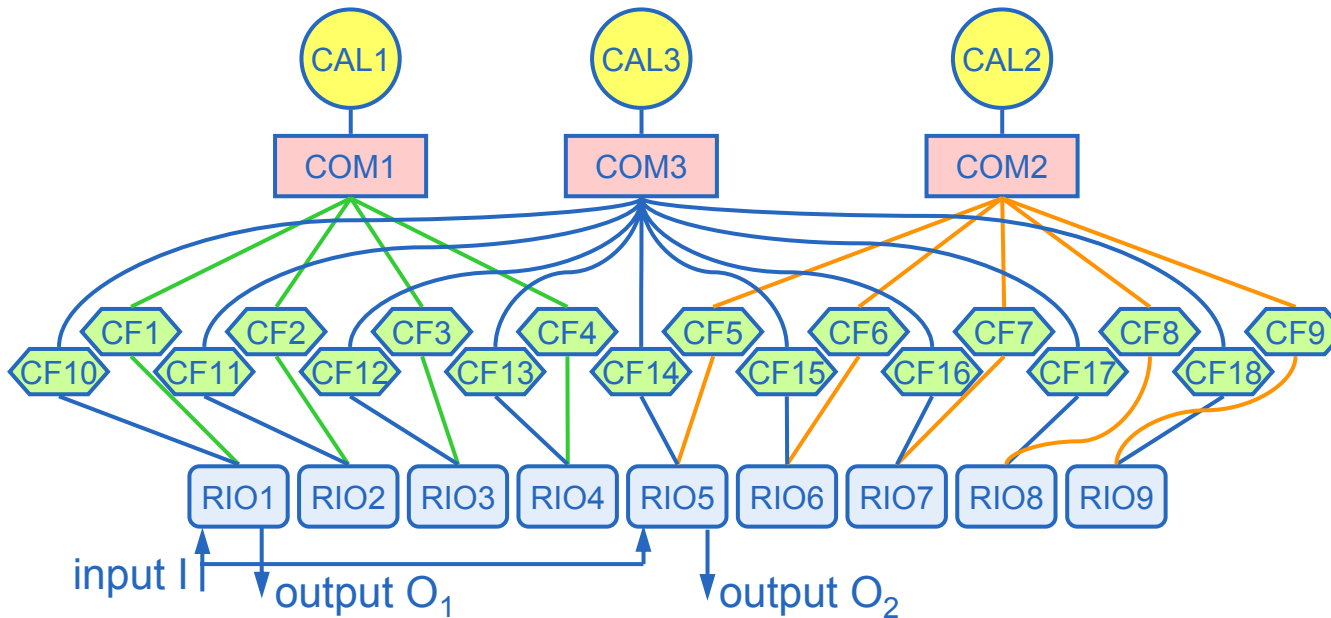 CAL1 CAL3 CAL2
COM1 COM3 COM2
CF1 CF2 CF3 CF4 CF5 CF6 CF7 CF8 CF9
CF10 CF11 CF12 CF13 CF14 CF15 CF16 CF17 CF18
RIO1 RIO2 RIO3 RIO4 RIO5 RIO6 RIO7 RIO8 RIO9
input I output O₁ output O₂